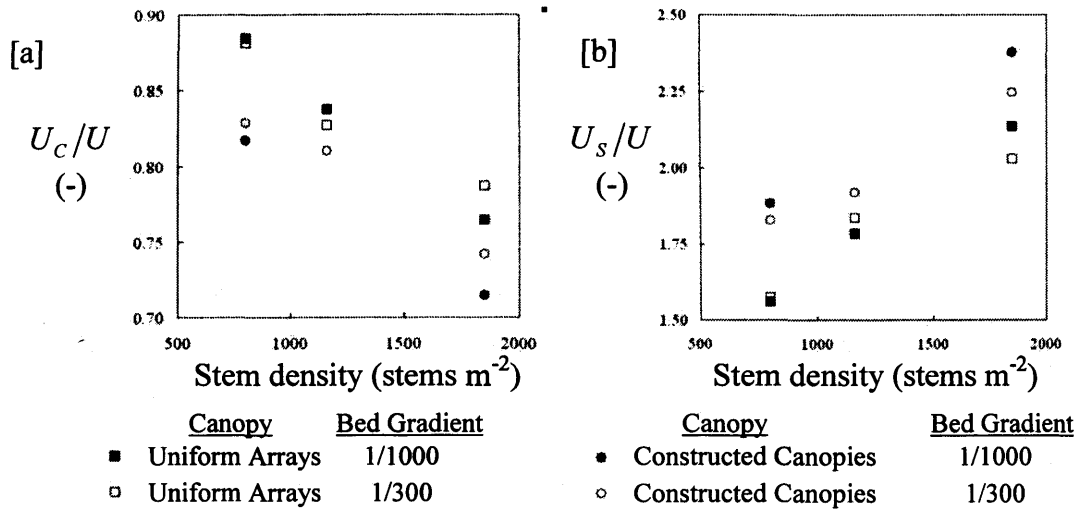 [a]
U_C/U
(-)
0.90
0.85
0.80
0.75
0.70
500 1000 1500 2000
Stem density (stems m⁻²)
[b]
U_S/U
(-)
2.50
2.25
2.00
1.75
1.50
500 1000 1500 2000
Stem density (stems m⁻²)
Canopy Bed Gradient
Uniform Arrays 1/1000
Uniform Arrays 1/300
Canopy Bed Gradient
Constructed Canopies 1/1000
Constructed Canopies 1/300